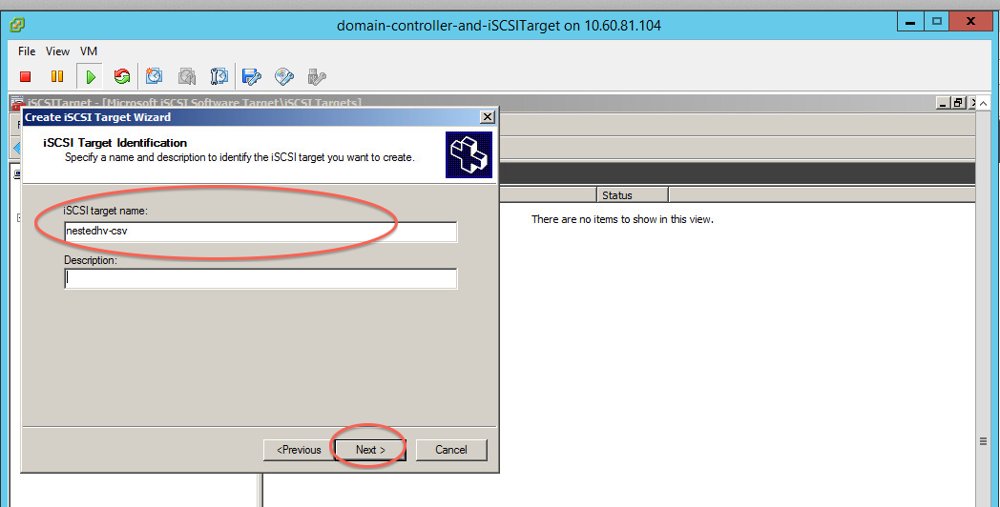 domain-controller-and-iSCSITarget on 10.60.81.104
File View VM
iSCSITarget - [Microsoft iSCSI Software Target\iSCSI Targets]
Create iSCSI Target Wizard
iSCSI Target Identification
Specify a name and description to identify the iSCSI target you want to create.
Status
iSCSI target name:
There are no items to show in this view.
nestedhv-csv
Description:
<Previous
Next >
Cancel